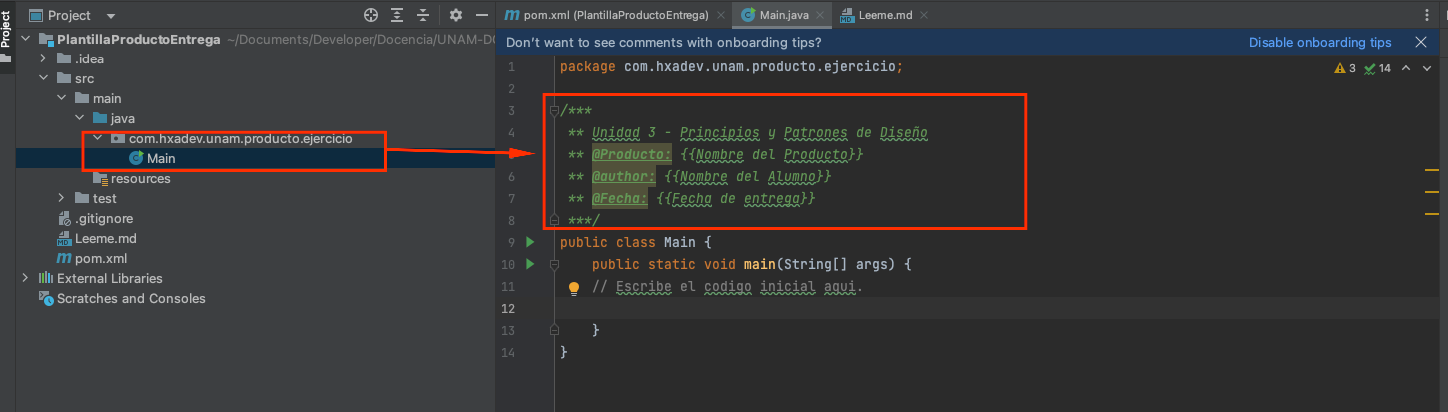 Project
Project
PlantillaProductoEntrega ~/Documents/Developer/Docencia/UNAM-DG
.idea
src
main
java
com.hxadev.unam.producto.ejercicio
Main
resources
test
.gitignore
Leeme.md
pom.xml
External Libraries
Scratches and Consoles
pom.xml (PlantillaProductoEntrega)
Main.java
Leeme.md
Don't want to see comments with onboarding tips?
Disable onboarding tips
3 14
1 package com.hxadev.unam.producto.ejercicio;
2
3 /***
4 ** Unidad 3 - Principios y Patrones de Diseño
5 ** @Producto: {{Nombre del Producto}}
6 ** @author: {{Nombre del Alumno}}
7 ** @Fecha: {{Fecha de entrega}}
8 ***/
9 public class Main {
10 public static void main(String[] args) {
11 // Escribe el codigo inicial aqui.
12
13 }
14 }